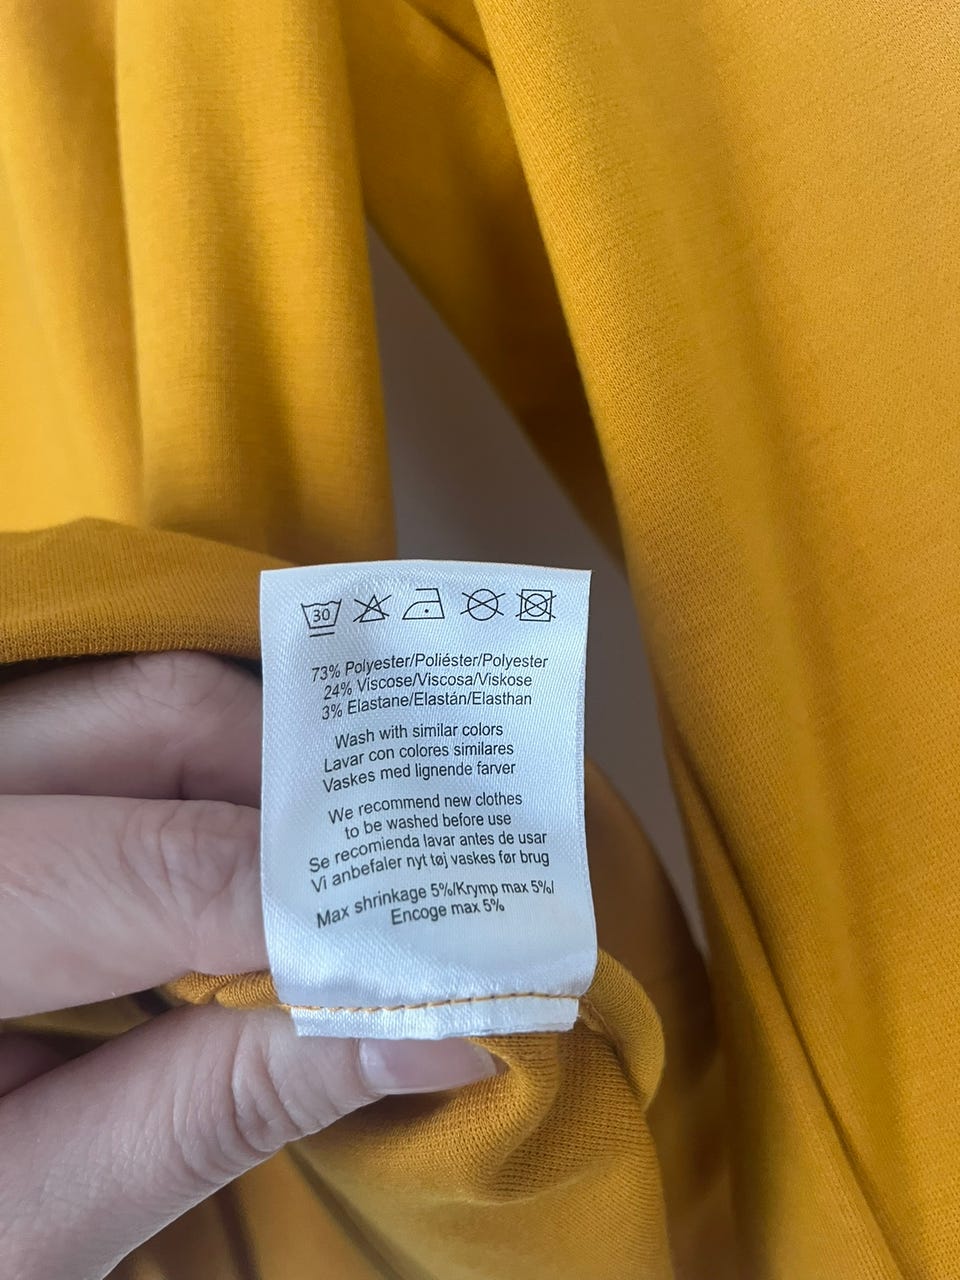 30
73% Polyester/Poliéster/Polyester
24% Viscose/Viscosa/Viskose
3% Elastane/Elastán/Elasthan
Wash with similar colors
Lavar con colores similares
Vaskes med lignende farver
We recommend new clothes
to be washed before use
Se recomienda lavar antes de usar
Vi anbefaler nyt tøj vaskes før brug
Max shrinkage 5%/Krymp max 5%/
Encoge max 5%